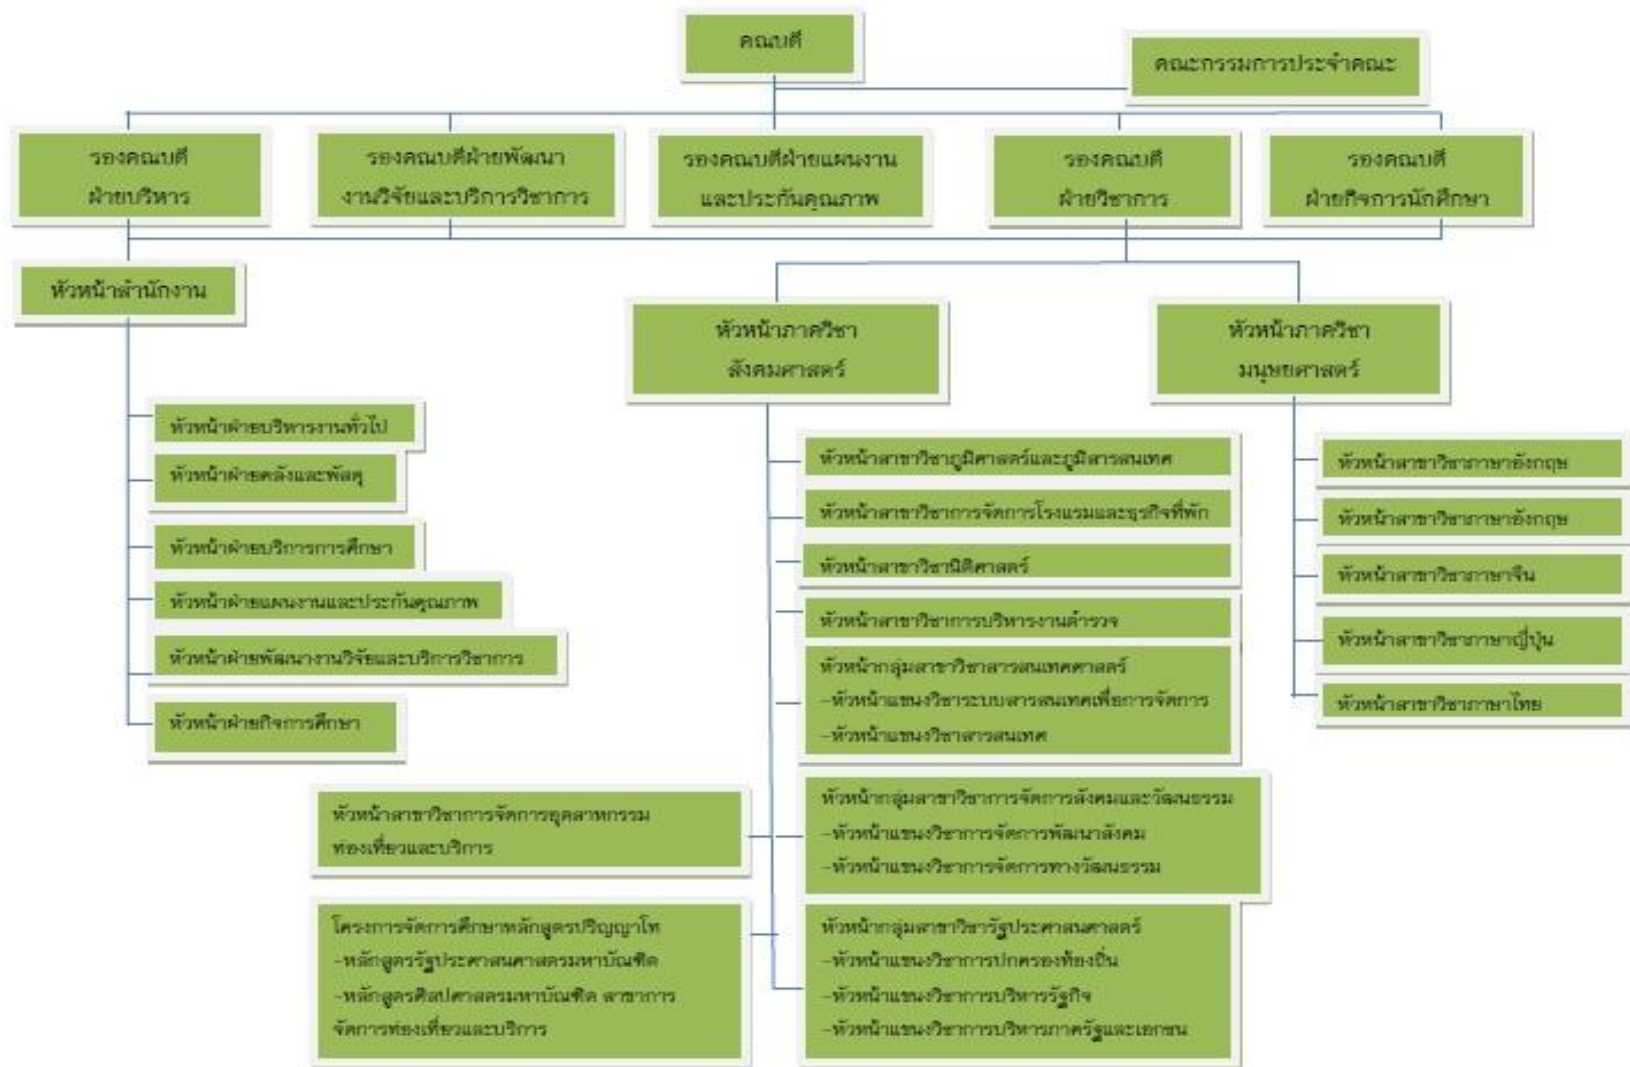 คณบดี
คณะกรรมการประจำคณะ
รองคณบดี
ฝ่ายบริหาร
รองคณบดีฝ่ายพัฒนา
งานวิจัยและบริการวิชาการ
รองคณบดีฝ่ายแผนงาน
และประกันคุณภาพ
รองคณบดี
ฝ่ายวิชาการ
รองคณบดี
ฝ่ายกิจการนักศึกษา
หัวหน้าสำนักงาน
หัวหน้าภาควิชา
สังคมศาสตร์
หัวหน้าภาควิชา
มนุษยศาสตร์
หัวหน้าฝ่ายบริหารงานทั่วไป
หัวหน้าฝ่ายคลังและพัสดุ
หัวหน้าฝ่ายบริการการศึกษา
หัวหน้าฝ่ายแผนงานและประกันคุณภาพ
หัวหน้าฝ่ายพัฒนางานวิจัยและบริการวิชาการ
หัวหน้าฝ่ายกิจการศึกษา
หัวหน้าสาขาวิชาภูมิศาสตร์และภูมิสารสนเทศ
หัวหน้าสาขาวิชาการจัดการโรงแรมและธุรกิจที่พัก
หัวหน้าสาขาวิชานิติศาสตร์
หัวหน้าสาขาวิชาการบริหารงานตำรวจ
หัวหน้ากลุ่มสาขาวิชาสารสนเทศศาสตร์
-หัวหน้าแขนงวิชาระบบสารสนเทศเพื่อการจัดการ
-หัวหน้าแขนงวิชาสารสนเทศ
หัวหน้ากลุ่มสาขาวิชาการจัดการสังคมและวัฒนธรรม
-หัวหน้าแขนงวิชาการจัดการพัฒนาสังคม
-หัวหน้าแขนงวิชาการจัดการทางวัฒนธรรม
หัวหน้ากลุ่มสาขาวิชารัฐประศาสนศาสตร์
-หัวหน้าแขนงวิชาการปกครองท้องถิ่น
-หัวหน้าแขนงวิชาการบริหารรัฐกิจ
-หัวหน้าแขนงวิชาการบริหารภาครัฐและเอกชน
หัวหน้าสาขาวิชาการจัดการอุตสาหกรรม
ท่องเที่ยวและบริการ
โครงการจัดการศึกษาหลักสูตรปริญญาโท
-หลักสูตรรัฐประศาสนศาสตรมหาบัณฑิต
-หลักสูตรศิลปศาสตรมหาบัณฑิต สาขาการ
จัดการท่องเที่ยวและบริการ
หัวหน้าสาขาวิชาภาษาอังกฤษ
หัวหน้าสาขาวิชาภาษาอังกฤษ
หัวหน้าสาขาวิชาภาษาจีน
หัวหน้าสาขาวิชาภาษาญี่ปุ่น
หัวหน้าสาขาวิชาภาษาไทย